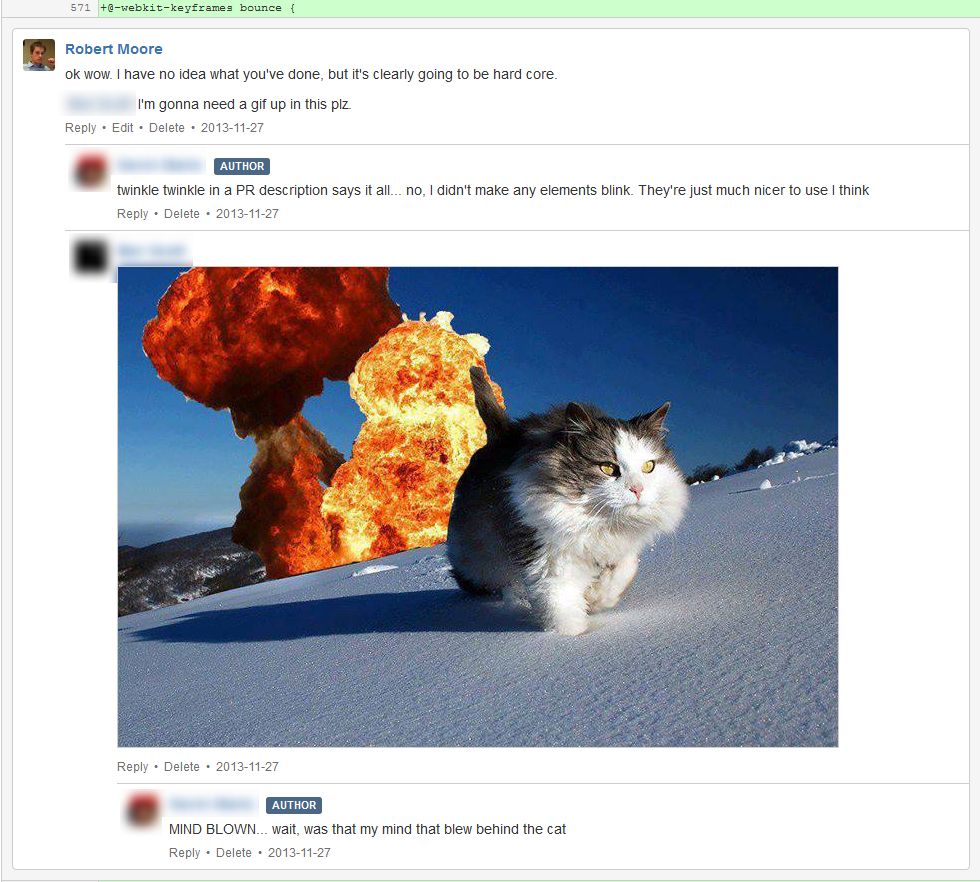 571 +@-webkit-keyframes bounce {
Robert Moore
ok wow. I have no idea what you've done, but it's clearly going to be hard core.
I'm gonna need a gif up in this plz.
Reply • Edit • Delete • 2013-11-27
AUTHOR
twinkle twinkle in a PR description says it all... no, I didn't make any elements blink. They're just much nicer to use I think
Reply • Delete • 2013-11-27
Reply • Delete • 2013-11-27
AUTHOR
MIND BLOWN... wait, was that my mind that blew behind the cat
Reply • Delete • 2013-11-27